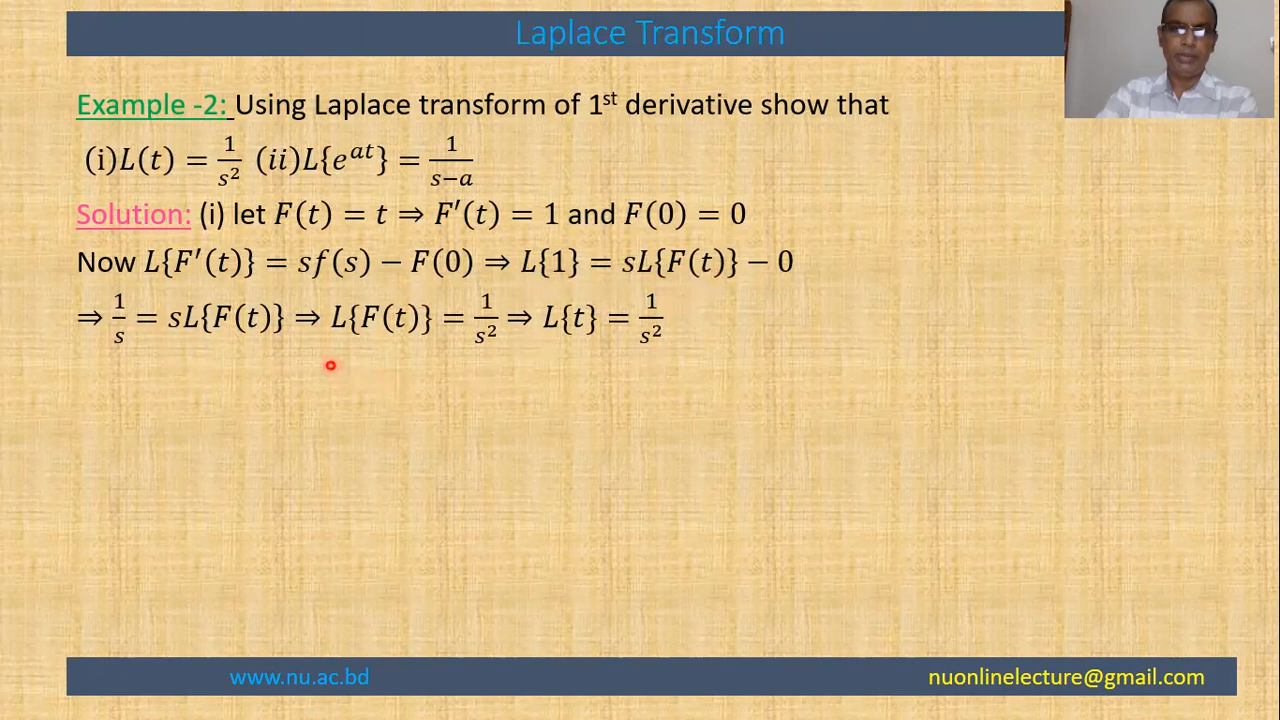 Laplace Transform
Example -2: Using Laplace transform of 1st derivative show that
(i)L(t) = 1/s² (ii)L{e^{at}} = 1/(s−a)
Solution: (i) let F(t) = t ⇒ F′(t) = 1 and F(0) = 0
Now L{F′(t)} = sf(s) − F(0) ⇒ L{1} = sL{F(t)} − 0
⇒ 1/s = sL{F(t)} ⇒ L{F(t)} = 1/s² ⇒ L{t} = 1/s²
www.nu.ac.bd
nuonlinelecture@gmail.com